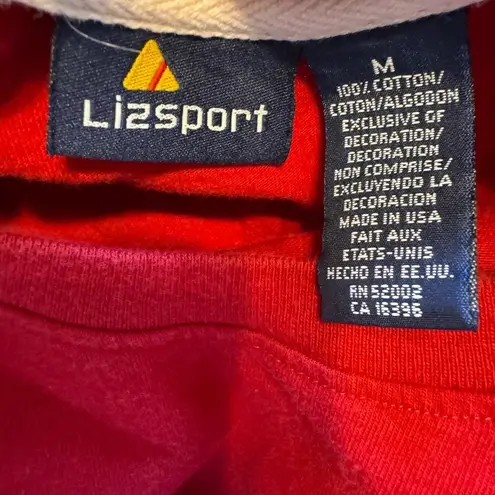 Lizsport
M
100% COTTON/
COTON/ALGODON
EXCLUSIVE OF
DECORATION/
DECORATION
NON COMPRISE/
EXCLUYENDO LA
DECORACION
MADE IN USA
FAIT AUX
ETATS-UNIS
HECHO EN EE.UU.
RN 52002
CA 16396